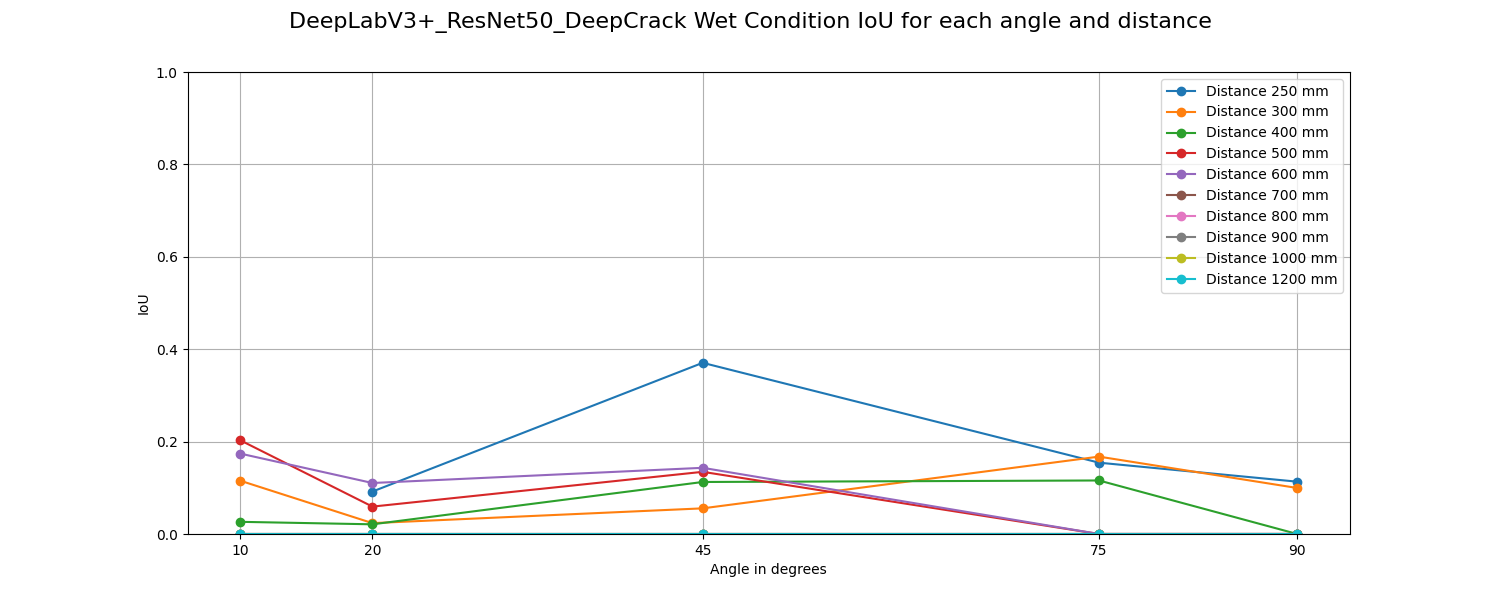 DeepLabV3+_ResNet50_DeepCrack Wet Condition IoU for each angle and distance
1.0
0.8
0.6
0.4
0.2
0.0
IoU
10
20
45
75
90
Angle in degrees
Distance 250 mm
Distance 300 mm
Distance 400 mm
Distance 500 mm
Distance 600 mm
Distance 700 mm
Distance 800 mm
Distance 900 mm
Distance 1000 mm
Distance 1200 mm